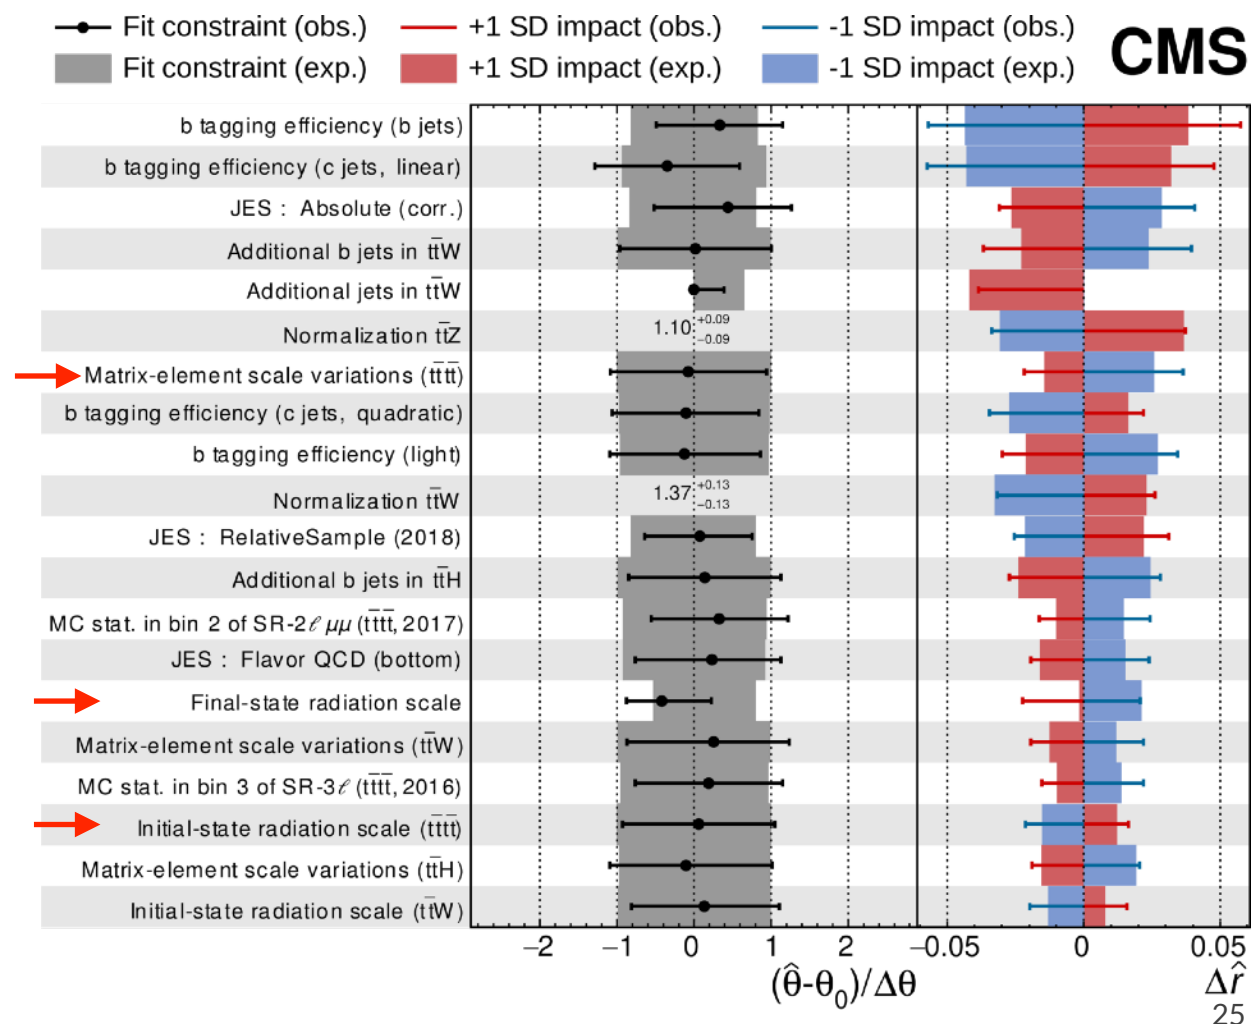 Fit constraint (obs.) +1 SD impact (obs.) -1 SD impact (obs.) CMS
Fit constraint (exp.) +1 SD impact (exp.) -1 SD impact (exp.)
b tagging efficiency (b jets)
b tagging efficiency (c jets, linear)
JES : Absolute (corr.)
Additional b jets in tt̅W
Additional jets in tt̅W
Normalization tt̅Z 1.10 +0.09 −0.09
Matrix-element scale variations (tt̅tt̅)
b tagging efficiency (c jets, quadratic)
b tagging efficiency (light)
Normalization tt̅W 1.37 +0.13 −0.13
JES : RelativeSample (2018)
Additional b jets in tt̅H
MC stat. in bin 2 of SR-2ℓ μμ (tt̅tt̅, 2017)
JES : Flavor QCD (bottom)
Final-state radiation scale
Matrix-element scale variations (tt̅W)
MC stat. in bin 3 of SR-3ℓ (tt̅tt̅, 2016)
Initial-state radiation scale (tt̅tt̅)
Matrix-element scale variations (tt̅H)
Initial-state radiation scale (tt̅W)
−2 −1 0 1 2 −0.05 0 0.05
(θ̂-θ₀)/Δθ Δr̂
25